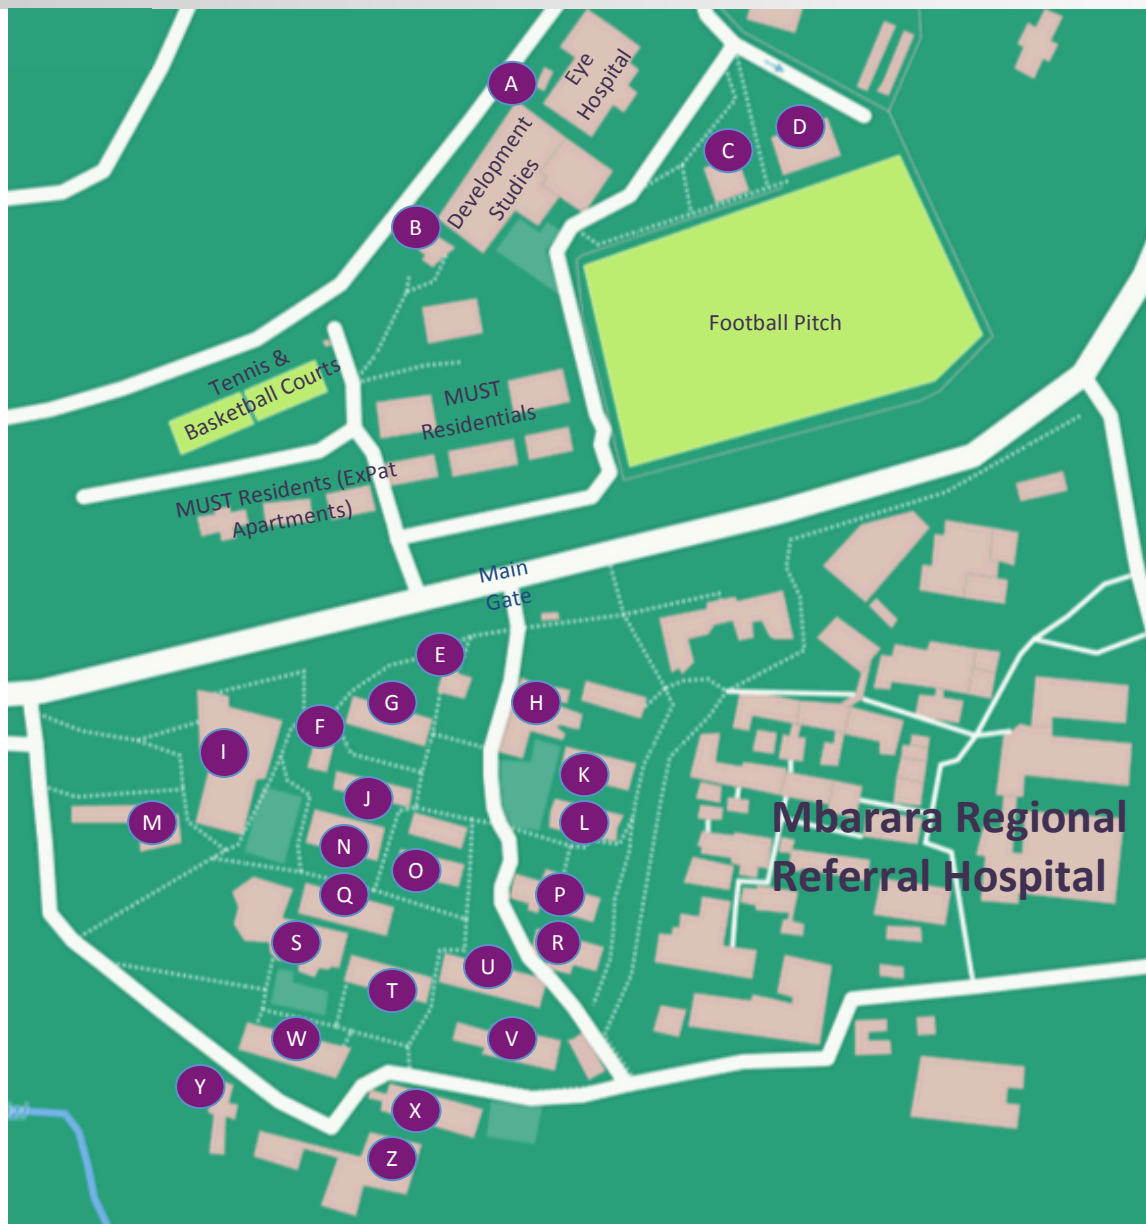 A
Eye
Hospital
Development
Studies
B
C
D
Football Pitch
Tennis &
Basketball Courts
MUST
Residentials
MUST Residents (ExPat
Apartments)
Main
Gate
E
G
H
F
I
K
J
M
L
N
O
Q
P
S
R
U
T
W
V
Y
X
Z
Mbarara Regional
Referral Hospital